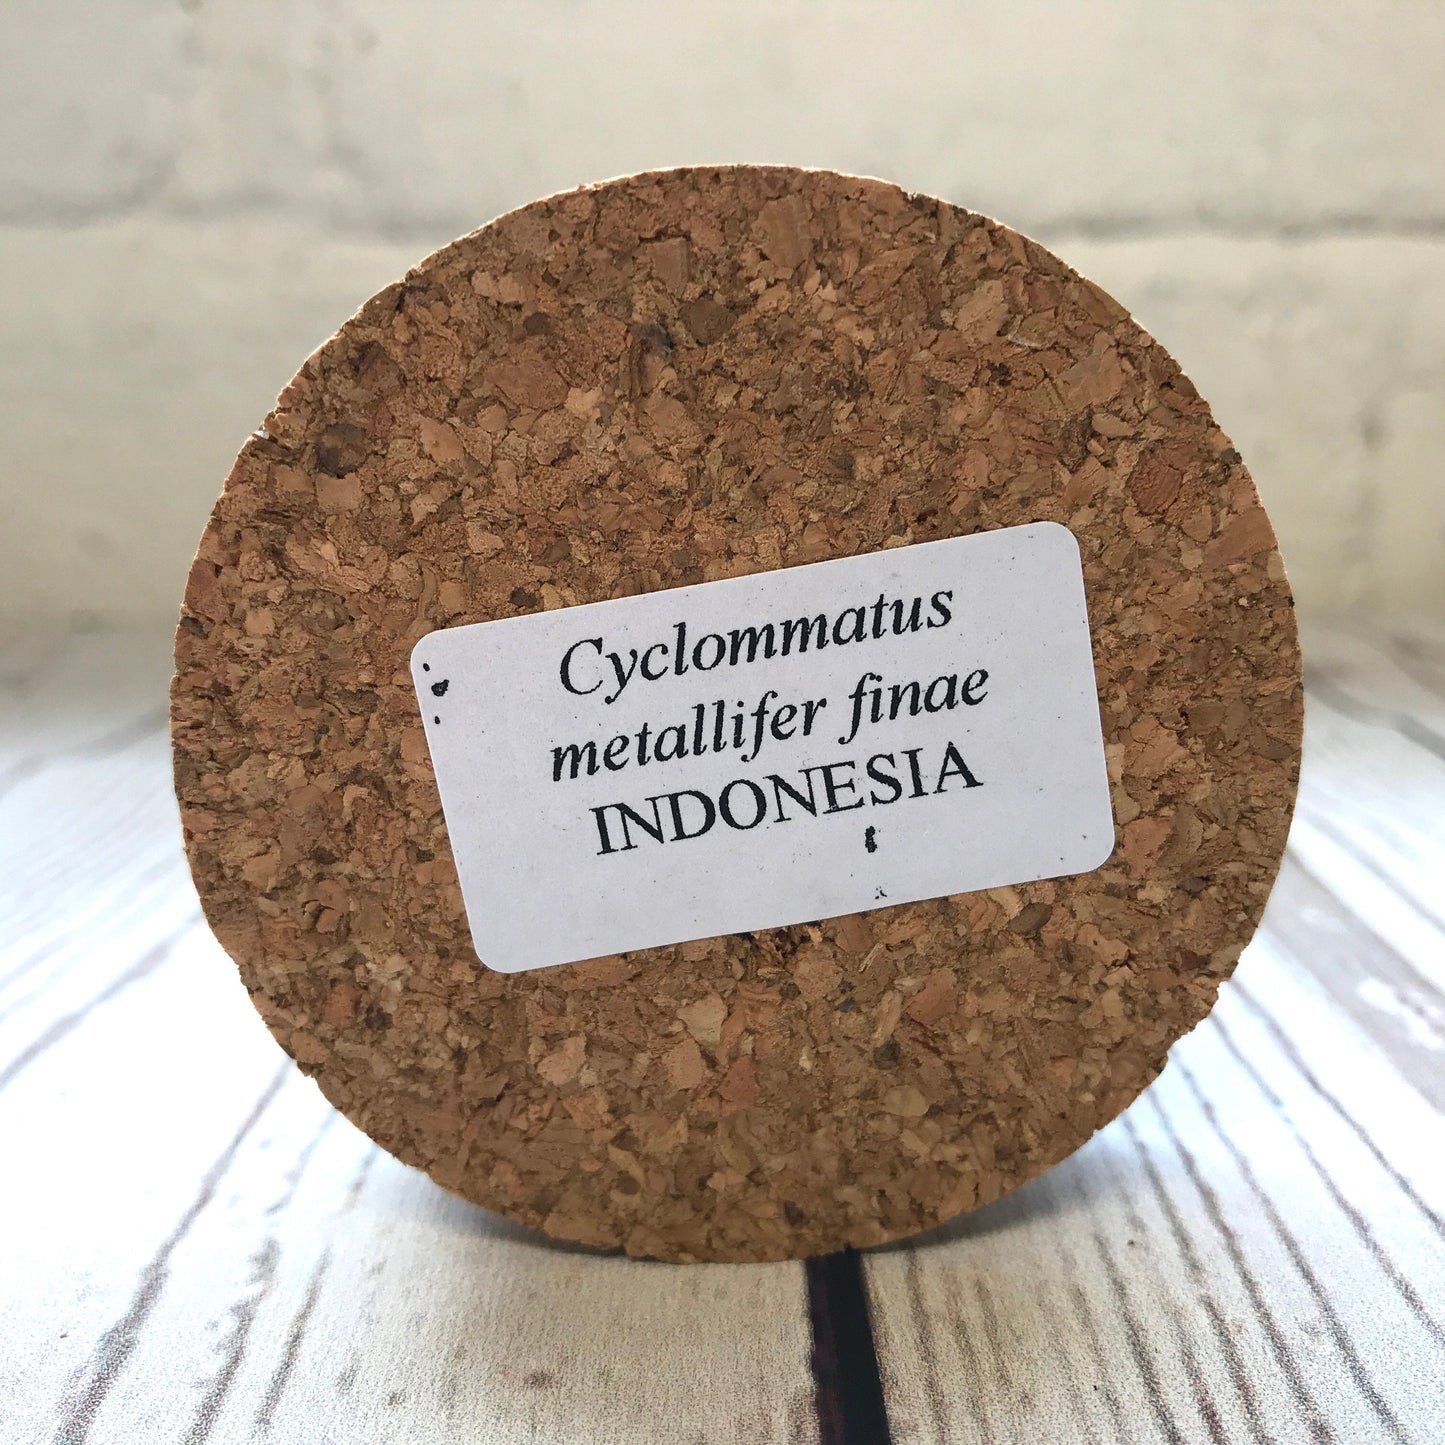 Cyclommatus
metallifer finae
INDONESIA